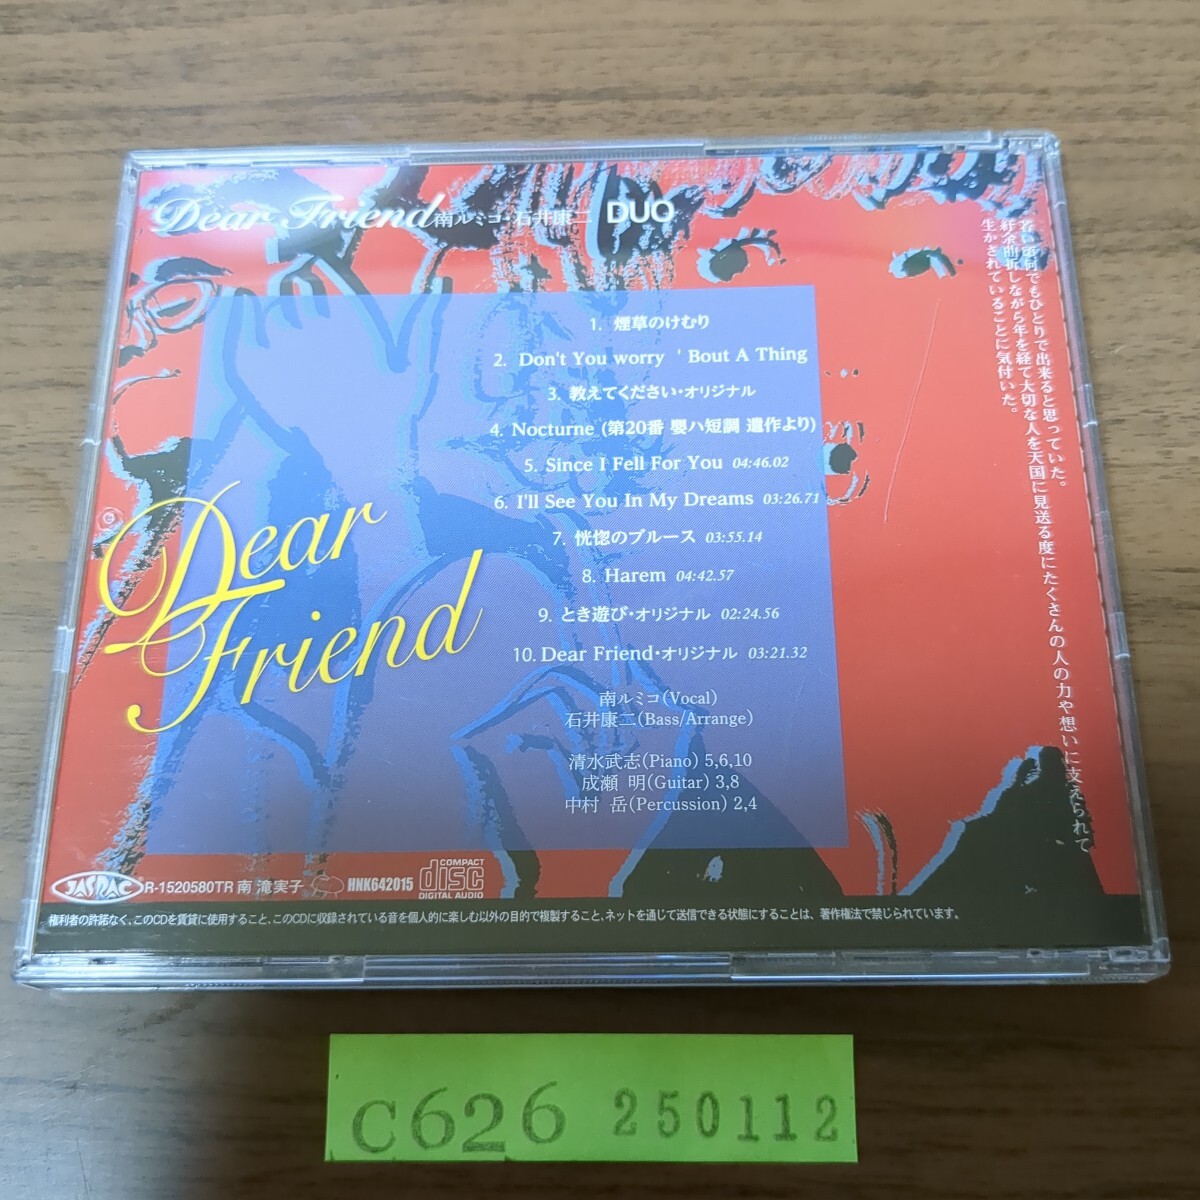 Dear Friend 南ルミコ・石井康二 DUO
若い頃何でもひとりで出来ると思っていた。
紆余曲折しながら年を経て大切な人を天国に見送る度にたくさんの人の力や想いに支えられて
生かされていることに気付いた。
1. 煙草のけむり
2. Don't You worry 'Bout A Thing
3. 教えてください・オリジナル
4. Nocturne (第20番 嬰ハ短調 遺作より)
5. Since I Fell For You 04:46.02
6. I'll See You In My Dreams 03:26.71
7. 恍惚のブルース 03:55.14
8. Harem 04:42.57
9. とき遊び・オリジナル 02:24.56
10. Dear Friend・オリジナル 03:21.32
Dear
Friend
南ルミコ(Vocal)
石井康二(Bass/Arrange)
清水武志(Piano) 5,6,10
成瀬 明(Guitar) 3,8
中村 岳(Percussion) 2,4
JASRAC R-1520580TR 南 滝実子 HNK642015 COMPACT disc DIGITAL AUDIO
権利者の許諾なく、このCDを賃貸に使用すること、このCDに収録されている音を個人的に楽しむ以外の目的で複製すること、ネットを通じて送信できる状態にすることは、著作権法で禁じられています。
C626 250112